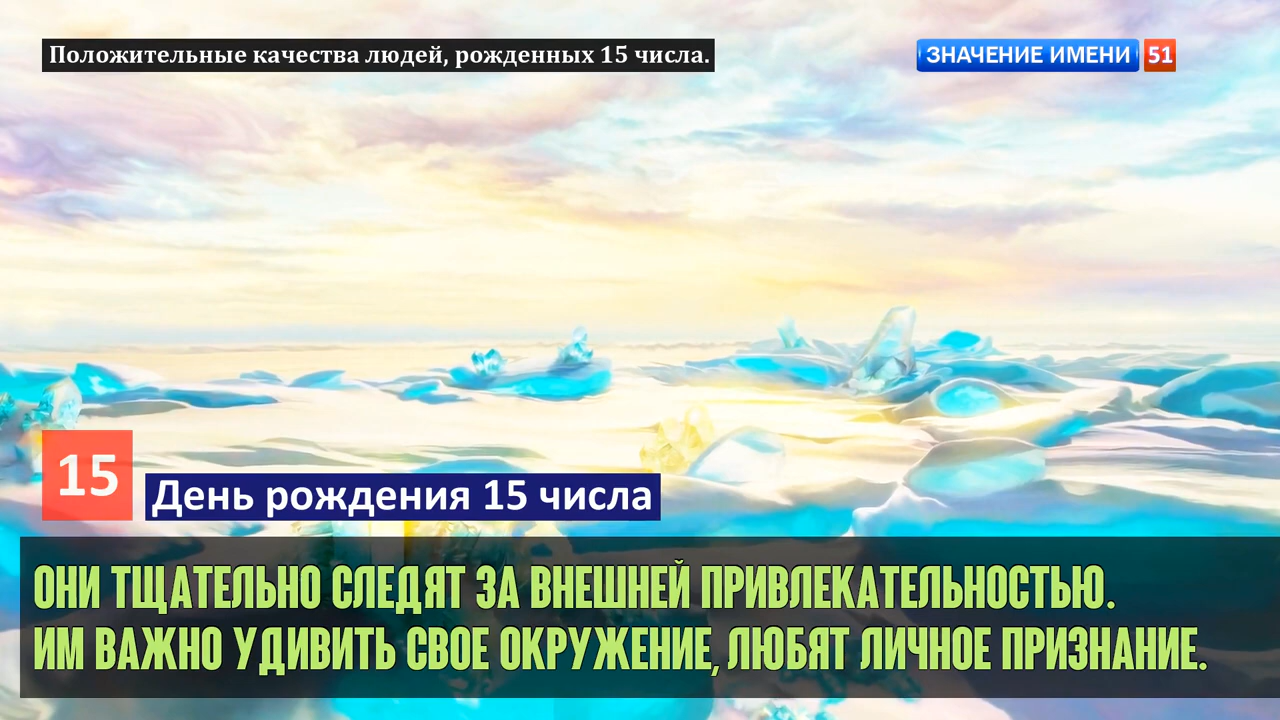 Положительные качества людей, рожденных 15 числа.
ЗНАЧЕНИЕ ИМЕНИ 51
15
День рождения 15 числа
ОНИ ТЩАТЕЛЬНО СЛЕДЯТ ЗА ВНЕШНЕЙ ПРИВЛЕКАТЕЛЬНОСТЬЮ.
ИМ ВАЖНО УДИВИТЬ СВОЕ ОКРУЖЕНИЕ, ЛЮБЯТ ЛИЧНОЕ ПРИЗНАНИЕ.